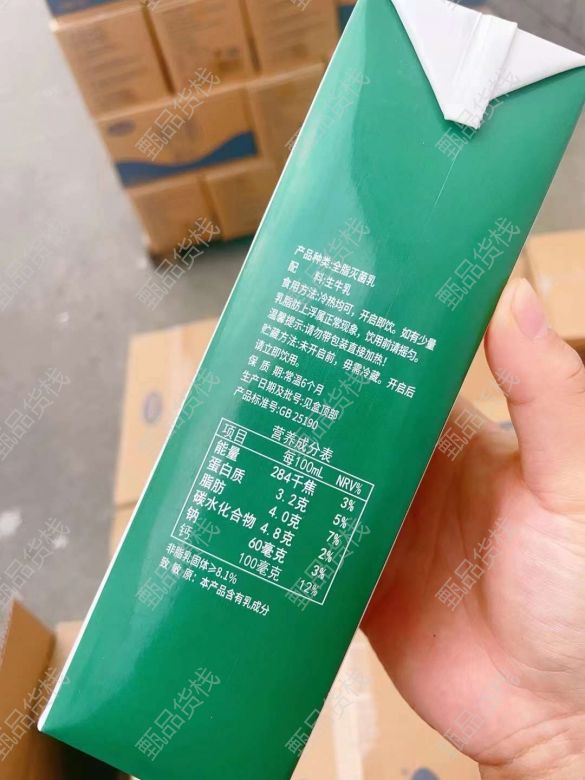 产品种类:全脂灭菌乳
配 料:生牛乳
食用方法:冷热均可，开启即饮。如有少量
乳脂肪上浮属正常现象，饮用前请摇匀。
温馨提示:请勿带包装直接加热！
贮藏方法:未开启前，毋需冷藏。开启后
请立即饮用。
保 质 期:常温6个月
生产日期及批号:见盒顶部
产品标准号:GB 25190
营养成分表
项目 每100mL NRV%
能量 284千焦 3%
蛋白质 3.2克 5%
脂肪 4.0克 7%
碳水化合物 4.8克 2%
钠 60毫克 3%
钙 100毫克 12%
非脂乳固体≥8.1%
致 敏 原：本产品含有乳成分
甄品货栈